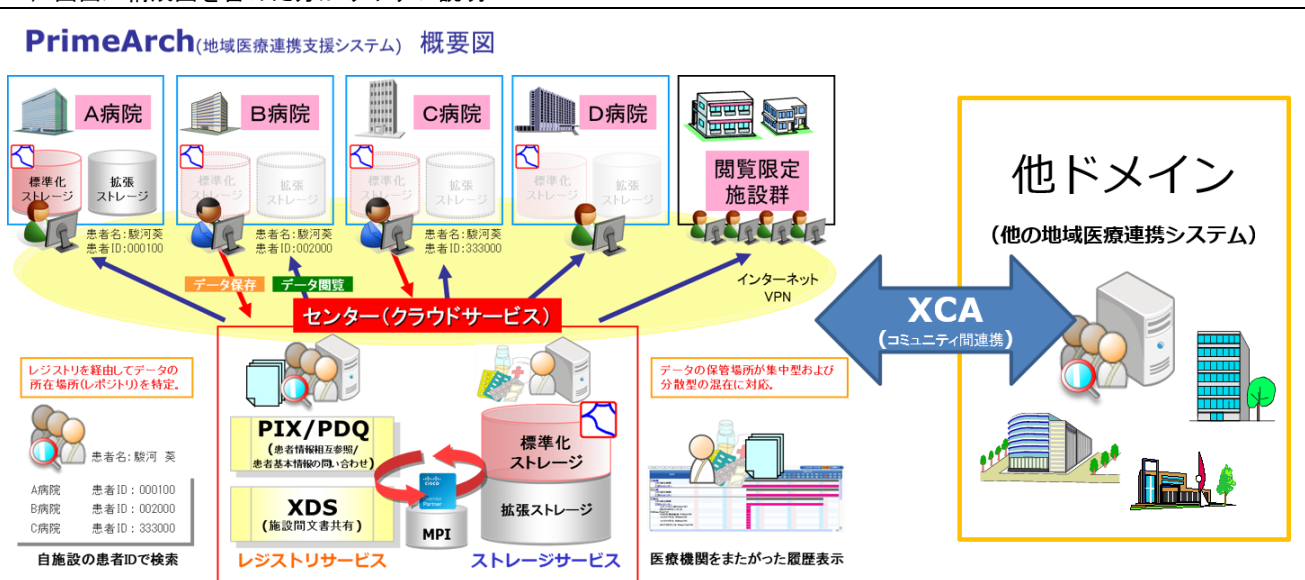 PrimeArch(地域医療連携支援システム) 概要図
A病院
B病院
C病院
D病院
閲覧限定
施設群
標準化
ストレージ
拡張
ストレージ
標準化
ストレージ
拡張
ストレージ
標準化
ストレージ
拡張
ストレージ
標準化
ストレージ
拡張
ストレージ
患者名:駿河葵
患者ID:000100
患者名:駿河葵
患者ID:002000
患者名:駿河葵
患者ID:333000
データ保存
データ閲覧
インターネット
VPN
センター(クラウドサービス)
他ドメイン
(他の地域医療連携システム)
XCA
(コミュニティ間連携)
レジストリを経由してデータの
所在場所(レポジトリ)を特定。
患者名:駿河 葵
A病院 患者ID:000100
B病院 患者ID:002000
C病院 患者ID:333000
自施設の患者IDで検索
PIX/PDQ
(患者情報相互参照/
患者基本情報の問い合わせ)
XDS
(施設間文書共有)
レジストリサービス
CISCO
Partner
MPI
標準化
ストレージ
拡張ストレージ
ストレージサービス
データの保管場所が集中型および
分散型の混在に対応。
医療機関をまたがった履歴表示